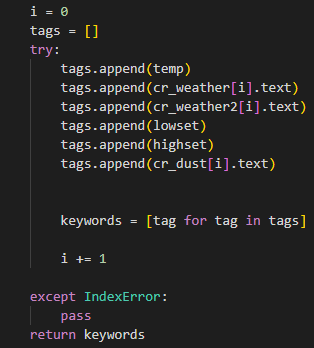 i = 0
tags = []
try:
tags.append(temp)
tags.append(cr_weather[i].text)
tags.append(cr_weather2[i].text)
tags.append(lowset)
tags.append(highset)
tags.append(cr_dust[i].text)
keywords = [tag for tag in tags]
i += 1
except IndexError:
pass
return keywords